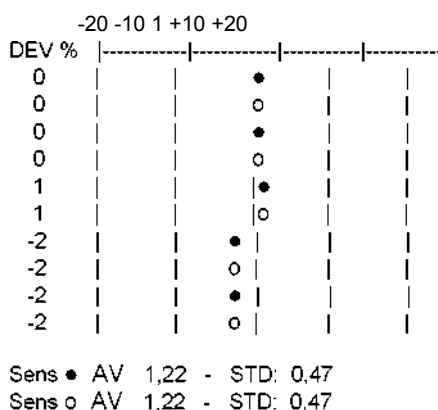 -20 -10 1 +10 +20
DEV % |----------|----------|----------|----------
0 | | ● | |
0 | | o | |
0 | | ● | |
0 | | o | |
1 | | |● | |
1 | | |o | |
-2 | | ● | | |
-2 | | o | | |
-2 | | ● | | |
-2 | | o | | |
Sens ● AV 1,22 - STD: 0,47
Sens o AV 1,22 - STD: 0,47